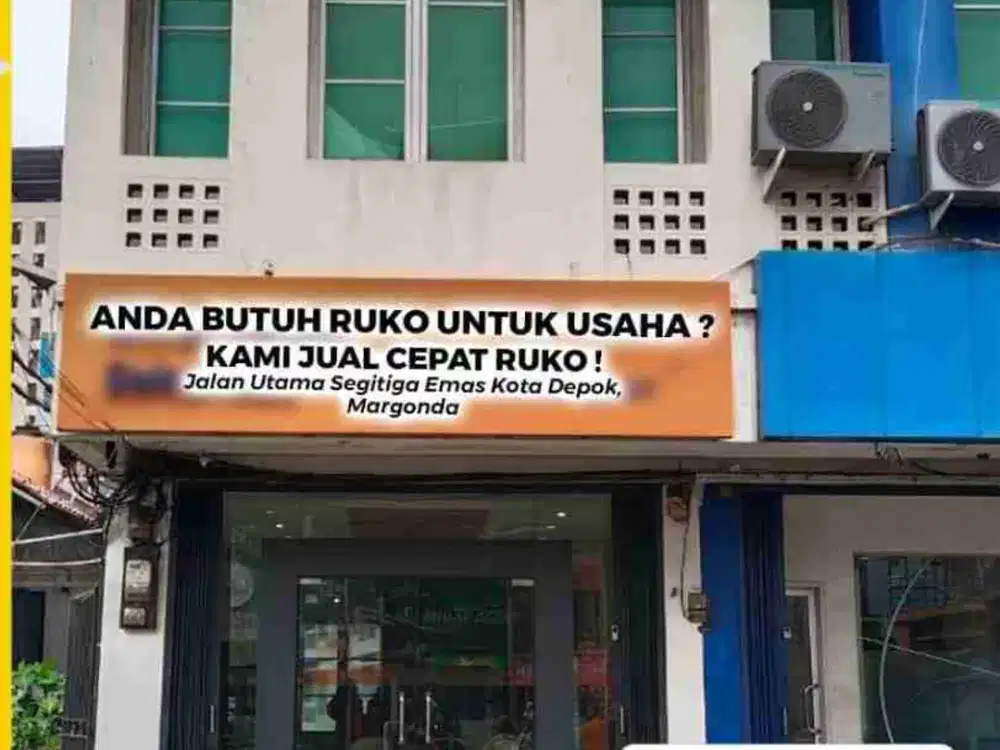 ANDA BUTUH RUKO UNTUK USAHA ?
KAMI JUAL CEPAT RUKO !
Jalan Utama Segitiga Emas Kota Depok,
Margonda